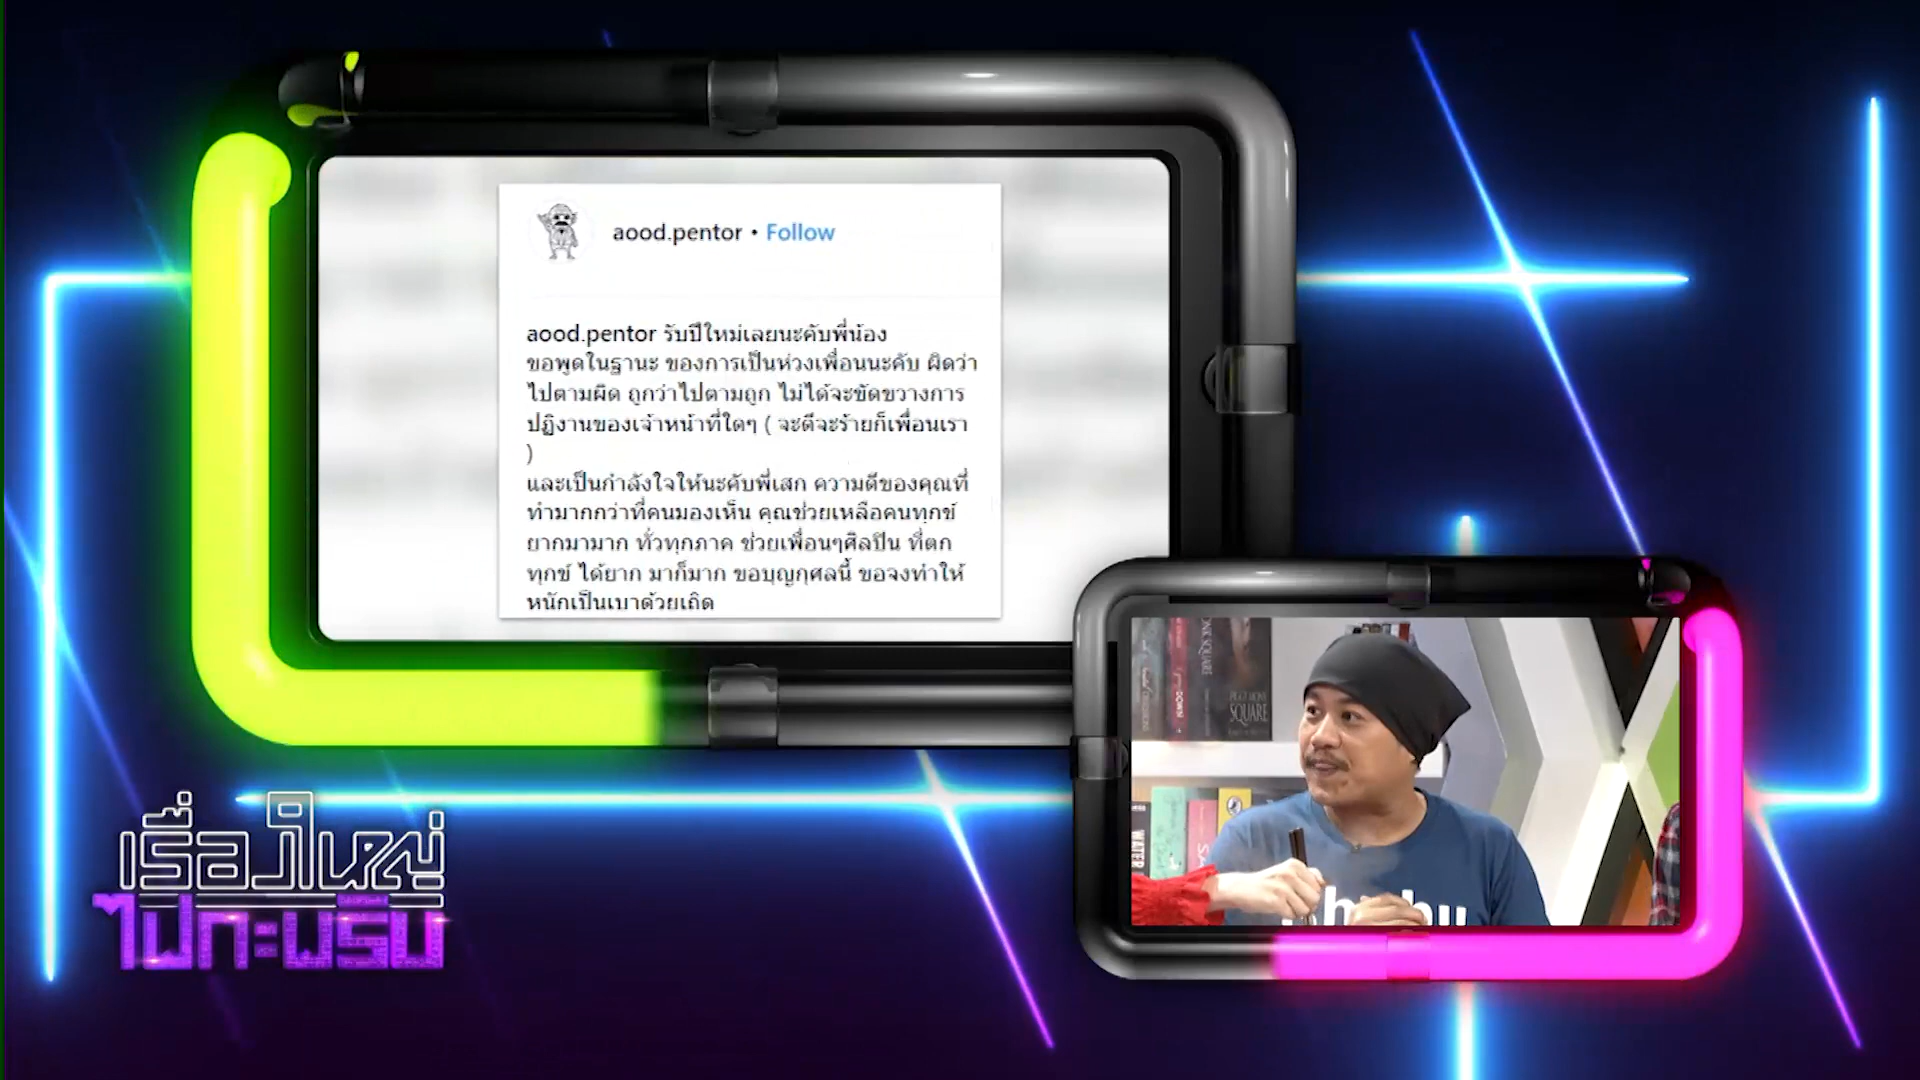 aood.pentor • Follow
aood.pentor รับปีใหม่เลยนะคับพี่น้อง
ขอพูดในฐานะ ของการเป็นห่วงเพื่อนนะคับ ผิดว่า
ไปตามผิด ถูกว่าไปตามถูก ไม่ได้จะขัดขวางการ
ปฏิงานของเจ้าหน้าที่ใดๆ ( จะดีจะร้ายก็เพื่อนเรา
)
และเป็นกำลังใจให้นะคับพี่เสก ความดีของคุณที่
ทำมากกว่าที่คนมองเห็น คุณช่วยเหลือคนทุกข์
ยากมามาก ทั่วทุกภาค ช่วยเพื่อนๆศิลปิน ที่ตก
ทุกข์ ได้ยาก มาก็มาก ขอบุญกุศลนี้ ขอจงทำให้
หนักเป็นเบาด้วยเถิด
SQUARE
DOWN
SQUARE
WATER
เรื่องใหญ่
ไปกะพริบ